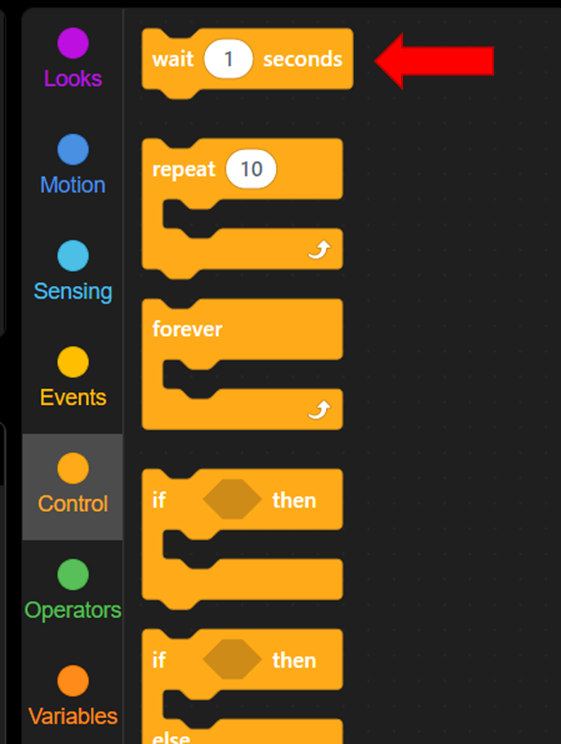 Looks
Motion
Sensing
Events
Control
Operators
Variables
wait 1 seconds
repeat 10
forever
if then
if then
else